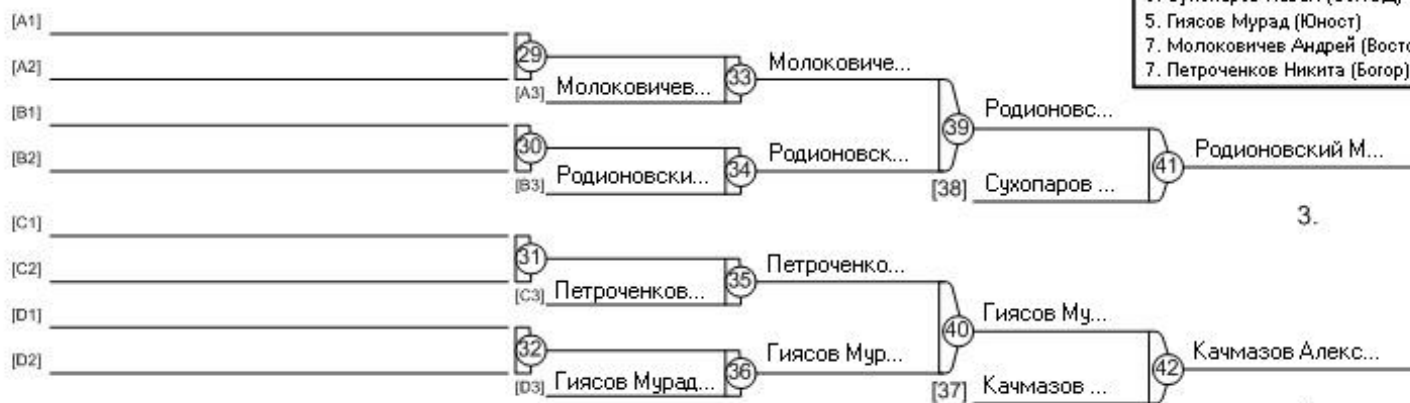 5. Гиясов Мурад (Юност)
7. Молоковичев Андрей (Восто
7. Петроченков Никита (Богор)
[A1]
[A2]
29
[A3] Молоковичев...
33
Молоковиче...
[B1]
[B2]
30
[B3] Родионовски...
34
Родионовск...
39
Родионовс...
[38] Сухопаров ...
41
Родионовский М...
3.
[C1]
[C2]
31
[C3] Петроченков...
35
Петроченко...
[D1]
[D2]
32
[D3] Гиясов Мурад...
36
Гиясов Мур...
40
Гиясов Му...
[37] Качмазов ...
42
Качмазов Алекс...